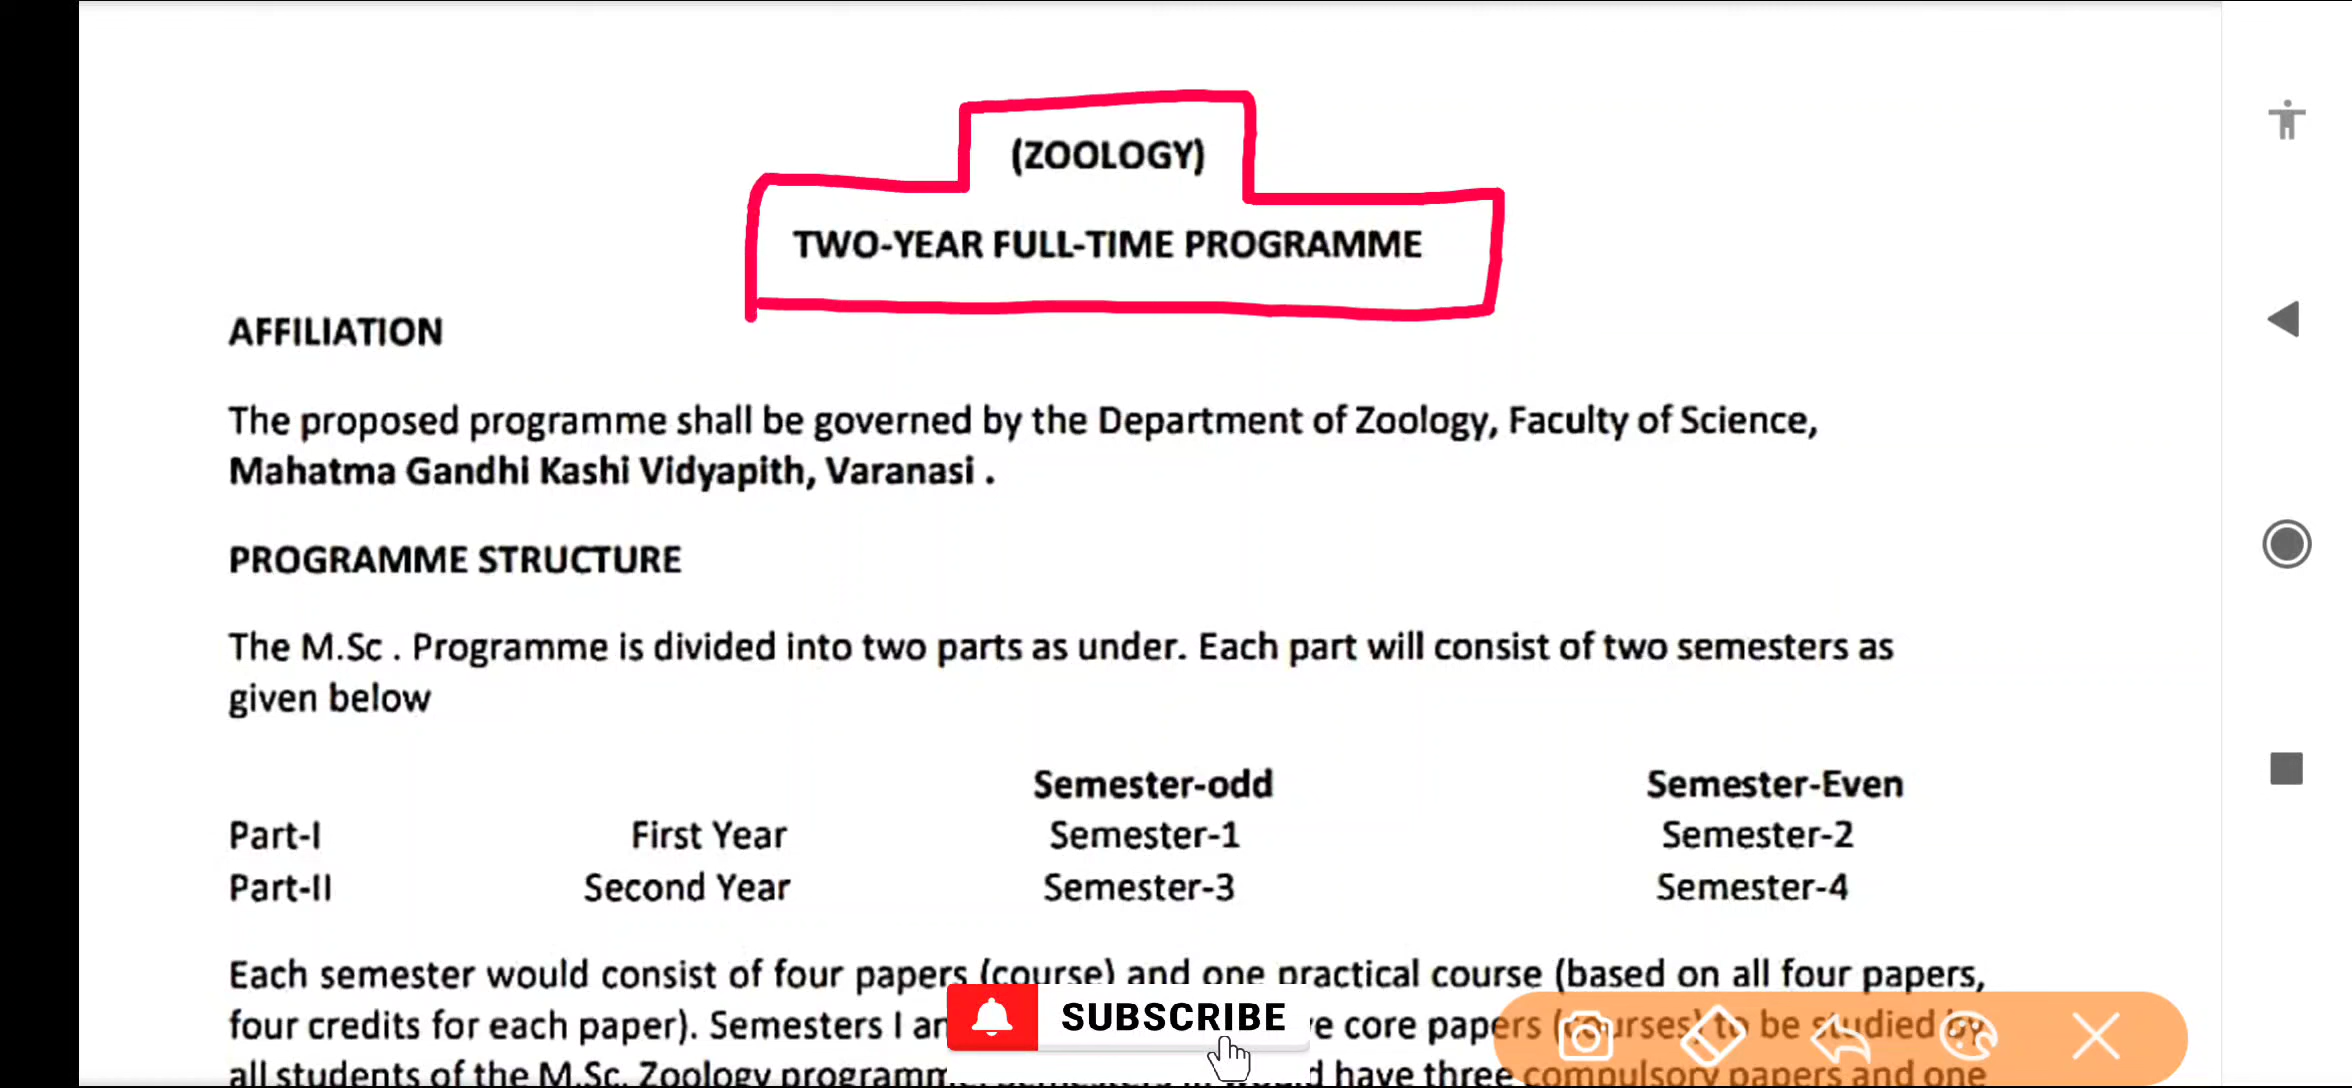 (ZOOLOGY)
TWO-YEAR FULL-TIME PROGRAMME
AFFILIATION
The proposed programme shall be governed by the Department of Zoology, Faculty of Science,
Mahatma Gandhi Kashi Vidyapith, Varanasi .
PROGRAMME STRUCTURE
The M.Sc . Programme is divided into two parts as under. Each part will consist of two semesters as
given below
Semester-odd Semester-Even
Part-I First Year Semester-1 Semester-2
Part-II Second Year Semester-3 Semester-4
Each semester would consist of four papers (course) and one practical course (based on all four papers,
four credits for each paper). Semesters I core papers (courses) to be studied by
all students of the M.Sc. Zoology have three compulsory papers and one
SUBSCRIBE